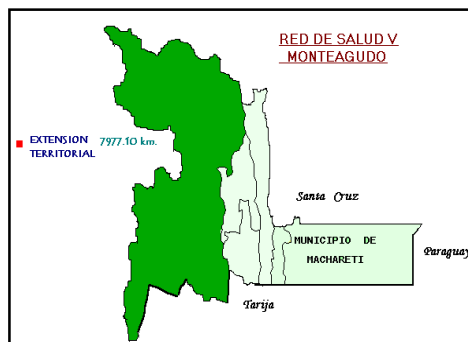 RED DE SALUD V
MONTEAGUDO
EXTENSION 7977.10 km.
TERRITORIAL
Santa Cruz
MUNICIPIO DE
MACHARETI
Paraguay
Tarija